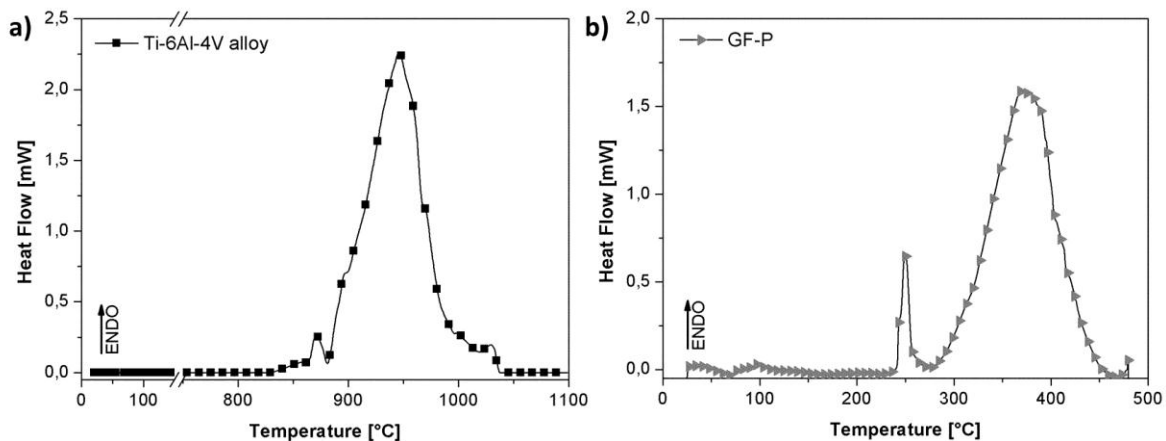 a)
Ti-6Al-4V alloy
Heat Flow [mW]
2,5
2,0
1,5
1,0
0,5
0,0
ENDO
0 100 800 900 1000 1100
Temperature [°C]
b)
GF-P
Heat Flow [mW]
2,0
1,5
1,0
0,5
0,0
ENDO
0 100 200 300 400 500
Temperature [°C]